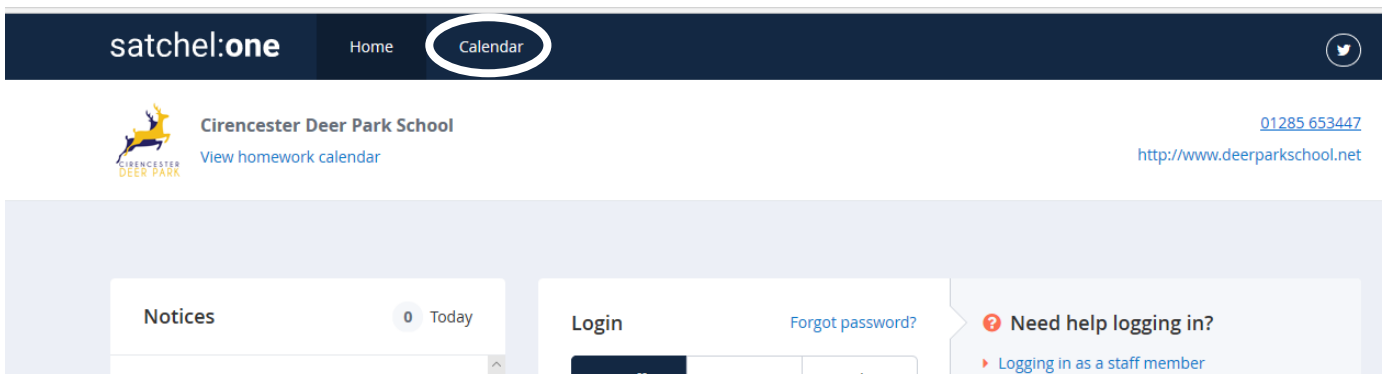 satchel:one Home Calendar
Cirencester Deer Park School
View homework calendar
CIRENCESTER
DEER PARK
01285 653447
http://www.deerparkschool.net
Notices 0 Today
Login Forgot password?
Need help logging in?
Logging in as a staff member